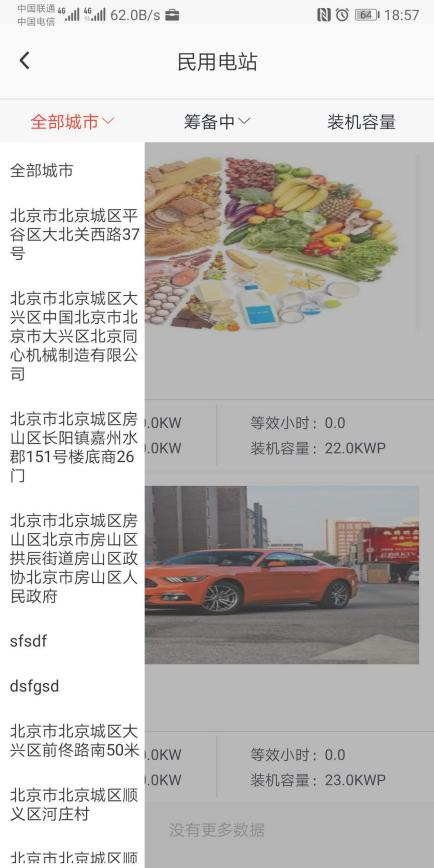 中国联通
中国电信
4G 4G 62.0B/s 64 18:57
民用电站
全部城市 筹备中 装机容量
全部城市
北京市北京城区平
谷区大北关西路37
号
北京市北京城区大
兴区中国北京市北
京市大兴区北京同
心机械制造有限公
司
.0KW 等效小时：0.0
.0KW 装机容量：22.0KWP
北京市北京城区房
山区长阳镇嘉州水
郡151号楼底商26
门
北京市北京城区房
山区北京市房山区
拱辰街道房山区政
协北京市房山区人
民政府
sfsdf
dsfgsd
北京市北京城区大
兴区前佟路南50米
.0KW 等效小时：0.0
.0KW 装机容量：23.0KWP
北京市北京城区顺
义区河庄村
没有更多数据
北京市北京城区顺